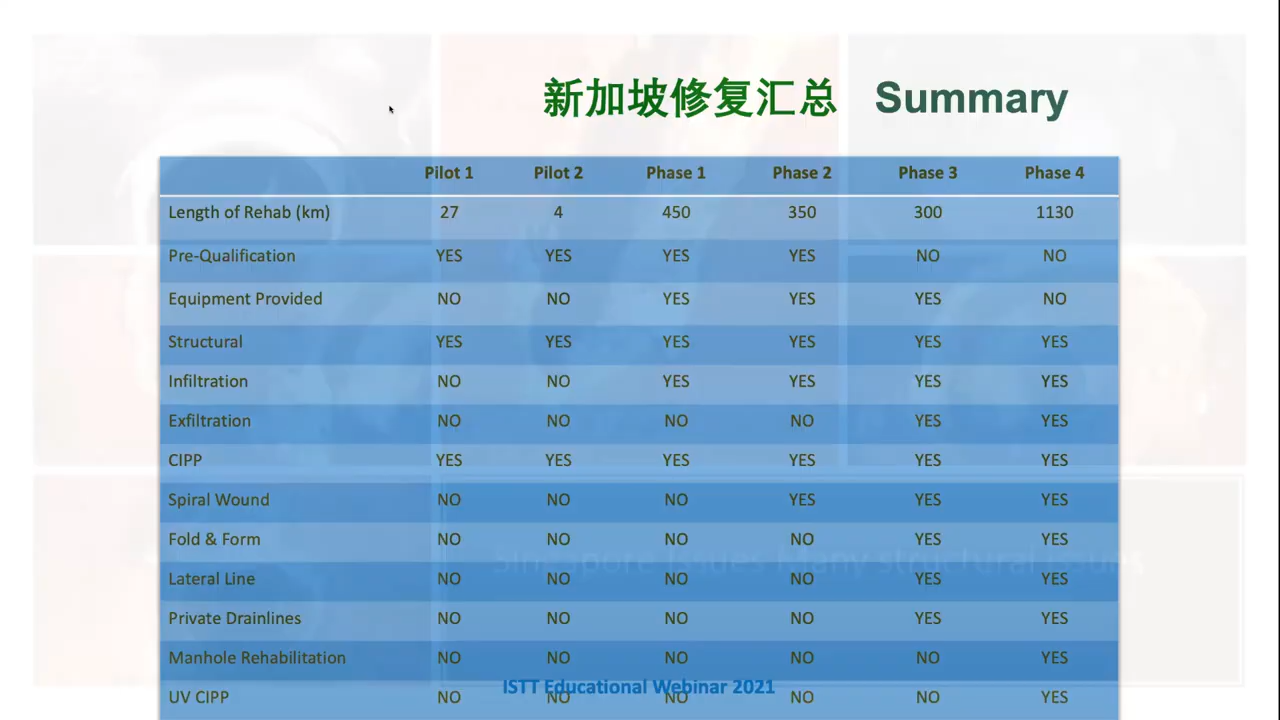 新加坡修复汇总 Summary
Pilot 1 Pilot 2 Phase 1 Phase 2 Phase 3 Phase 4
Length of Rehab (km) 27 4 450 350 300 1130
Pre-Qualification YES YES YES YES NO NO
Equipment Provided NO NO YES YES YES NO
Structural YES YES YES YES YES YES
Infiltration NO NO YES YES YES YES
Exfiltration NO NO NO NO YES YES
CIPP YES YES YES YES YES YES
Spiral Wound NO NO NO YES YES YES
Fold & Form NO NO NO NO YES YES
Singapore Issues Many structural issues
Lateral Line NO NO NO NO YES YES
Private Drainlines NO NO NO NO YES YES
Manhole Rehabilitation NO NO NO NO NO YES
ISTT Educational Webinar 2021
UV CIPP NO NO NO NO NO YES